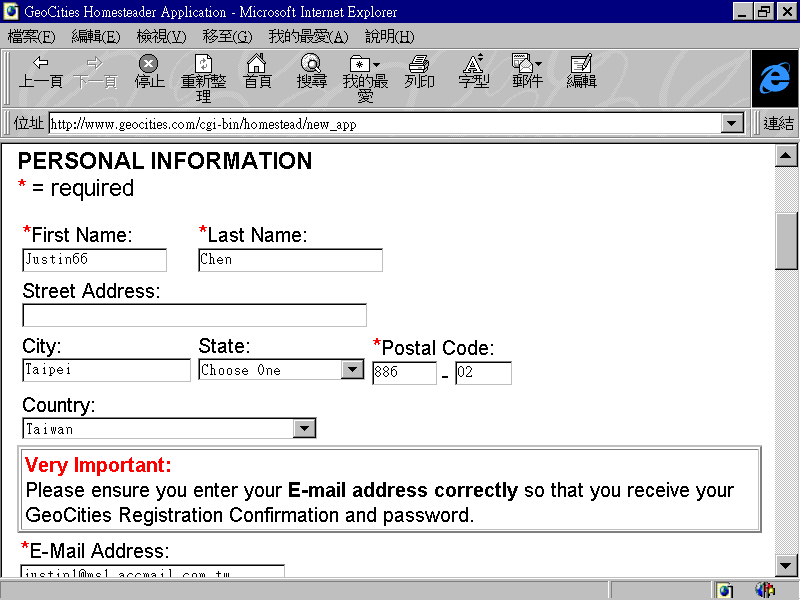 GeoCities Homesteader Application - Microsoft Internet Explorer
檔案(F) 編輯(E) 檢視(V) 移至(G) 我的最愛(A) 說明(H)
上一頁 下一頁 停止 重新整理 首頁 搜尋 我的最愛 列印 字型 郵件 編輯
位址 http://www.geocities.com/cgi-bin/homestead/new_app 連結
PERSONAL INFORMATION
* = required
*First Name: *Last Name:
Justin66 Chen
Street Address:
City: State: *Postal Code:
Taipei Choose One 886 - 02
Country:
Taiwan
Very Important:
Please ensure you enter your E-mail address correctly so that you receive your
GeoCities Registration Confirmation and password.
*E-Mail Address:
justin1@ms1.accmail.com.tw